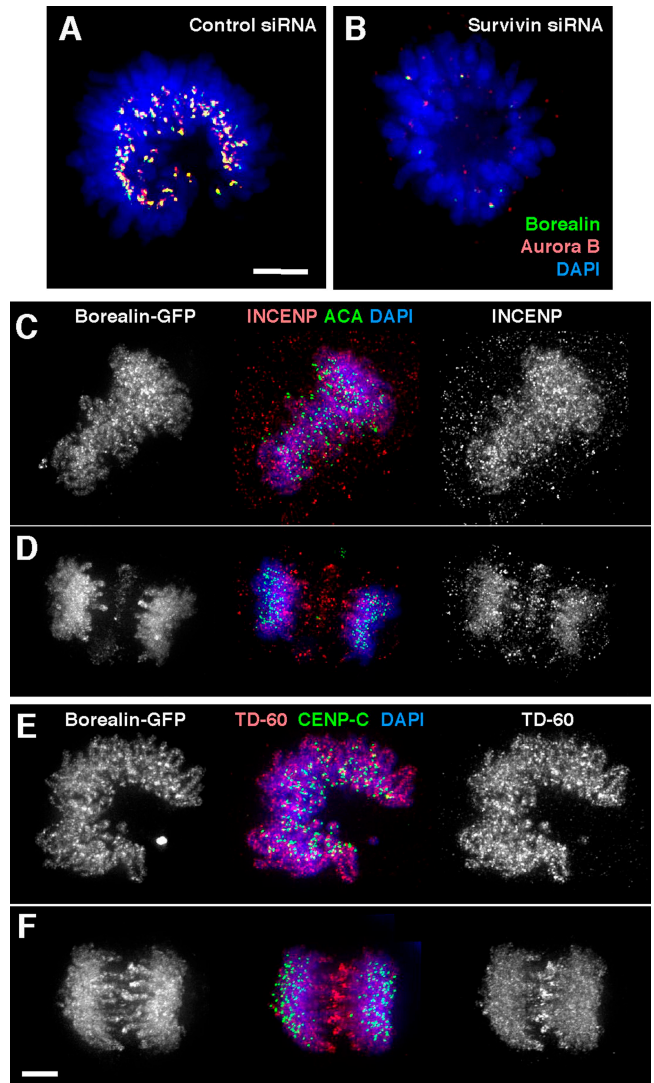 A Control siRNA
B Survivin siRNA
Borealin
Aurora B
DAPI
C Borealin-GFP INCENP ACA DAPI INCENP
D
E Borealin-GFP TD-60 CENP-C DAPI TD-60
F